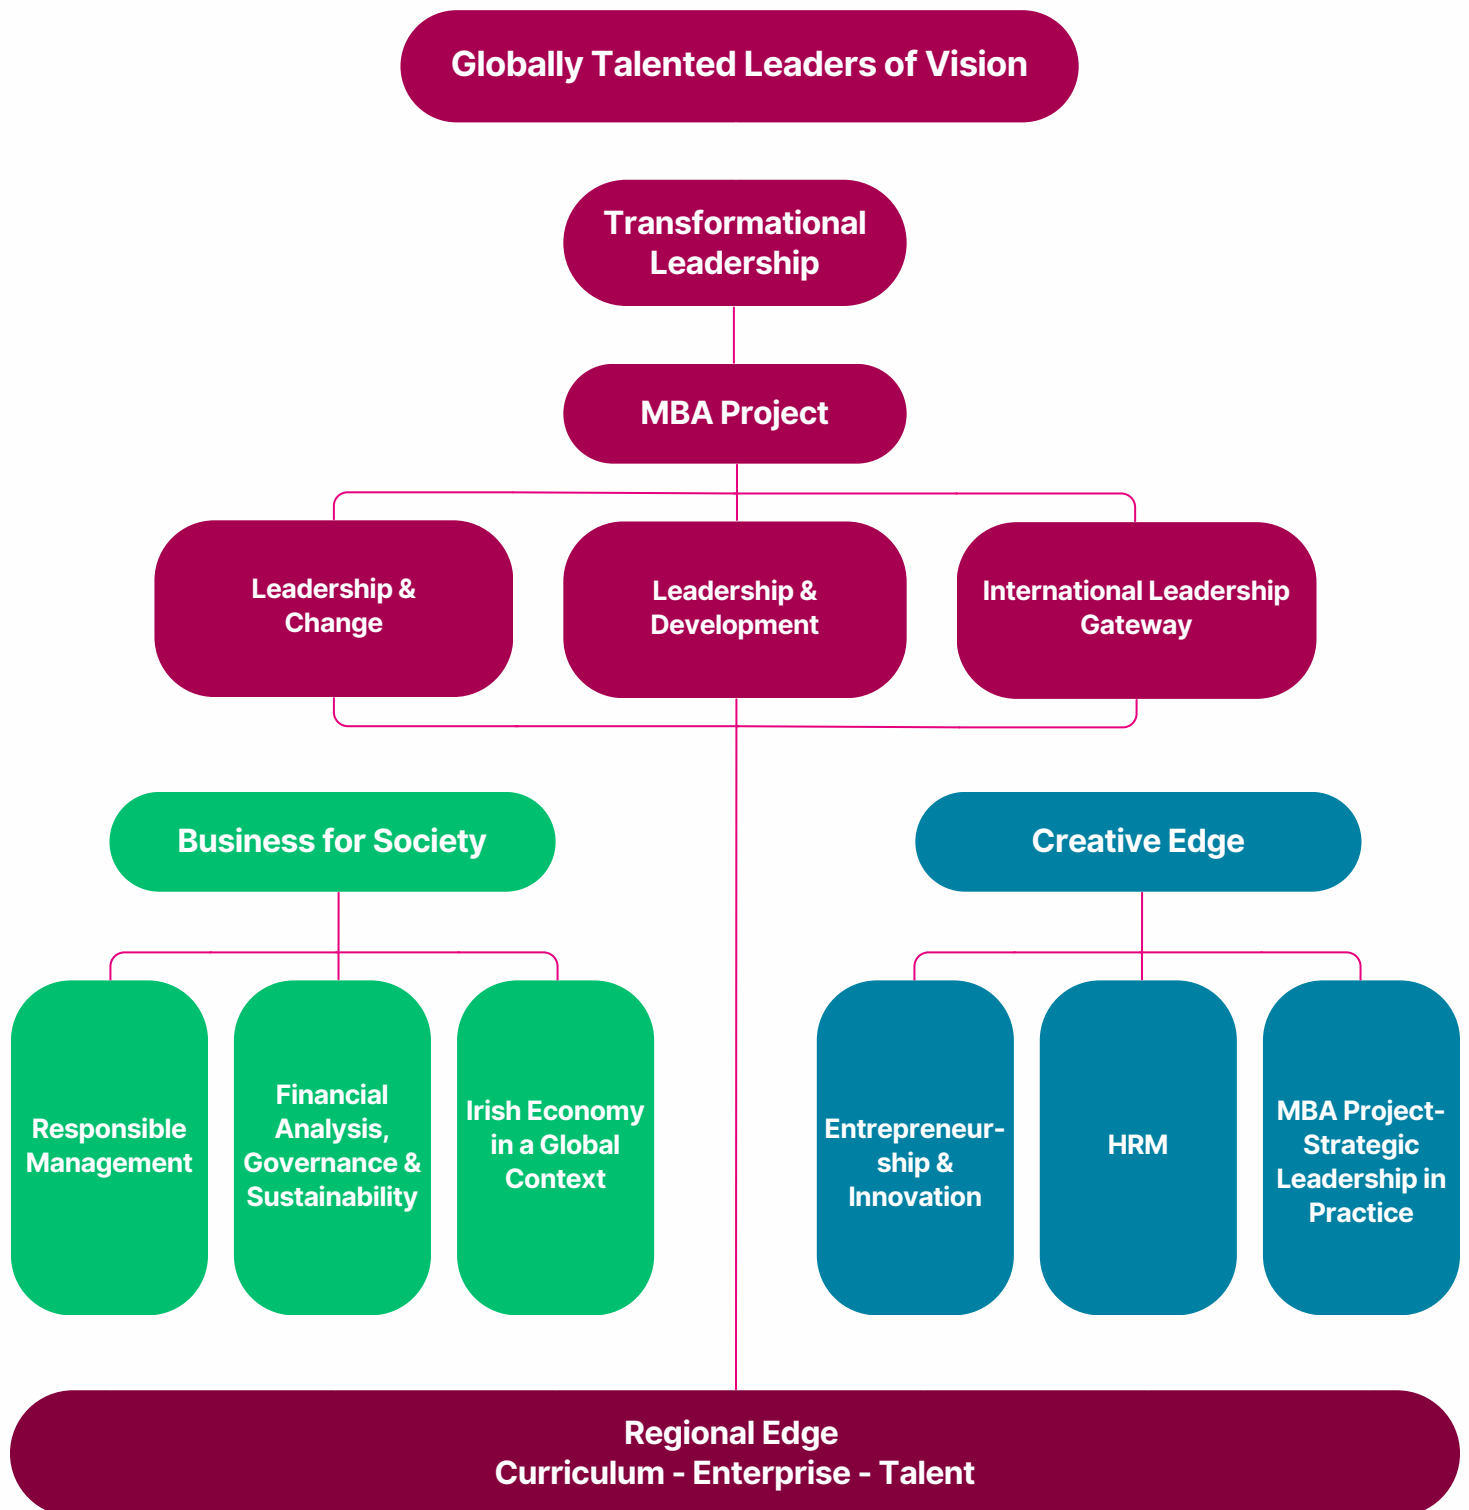 Globally Talented Leaders of Vision
Transformational
Leadership
MBA Project
Leadership &
Change
Leadership &
Development
International Leadership
Gateway
Business for Society
Creative Edge
Responsible
Management
Financial
Analysis,
Governance &
Sustainability
Irish Economy
in a Global
Context
Entrepreneur-
ship &
Innovation
HRM
MBA Project-
Strategic
Leadership in
Practice
Regional Edge
Curriculum - Enterprise - Talent